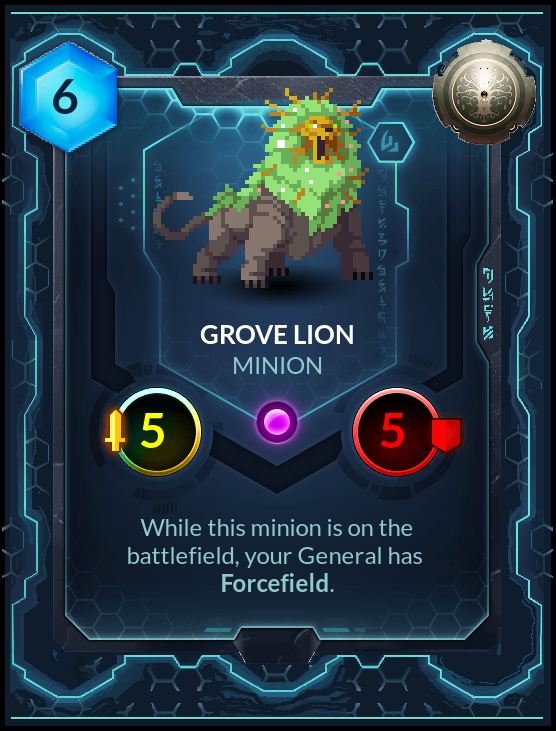 6
GROVE LION
MINION
5
5
While this minion is on the
battlefield, your General has
Forcefield.